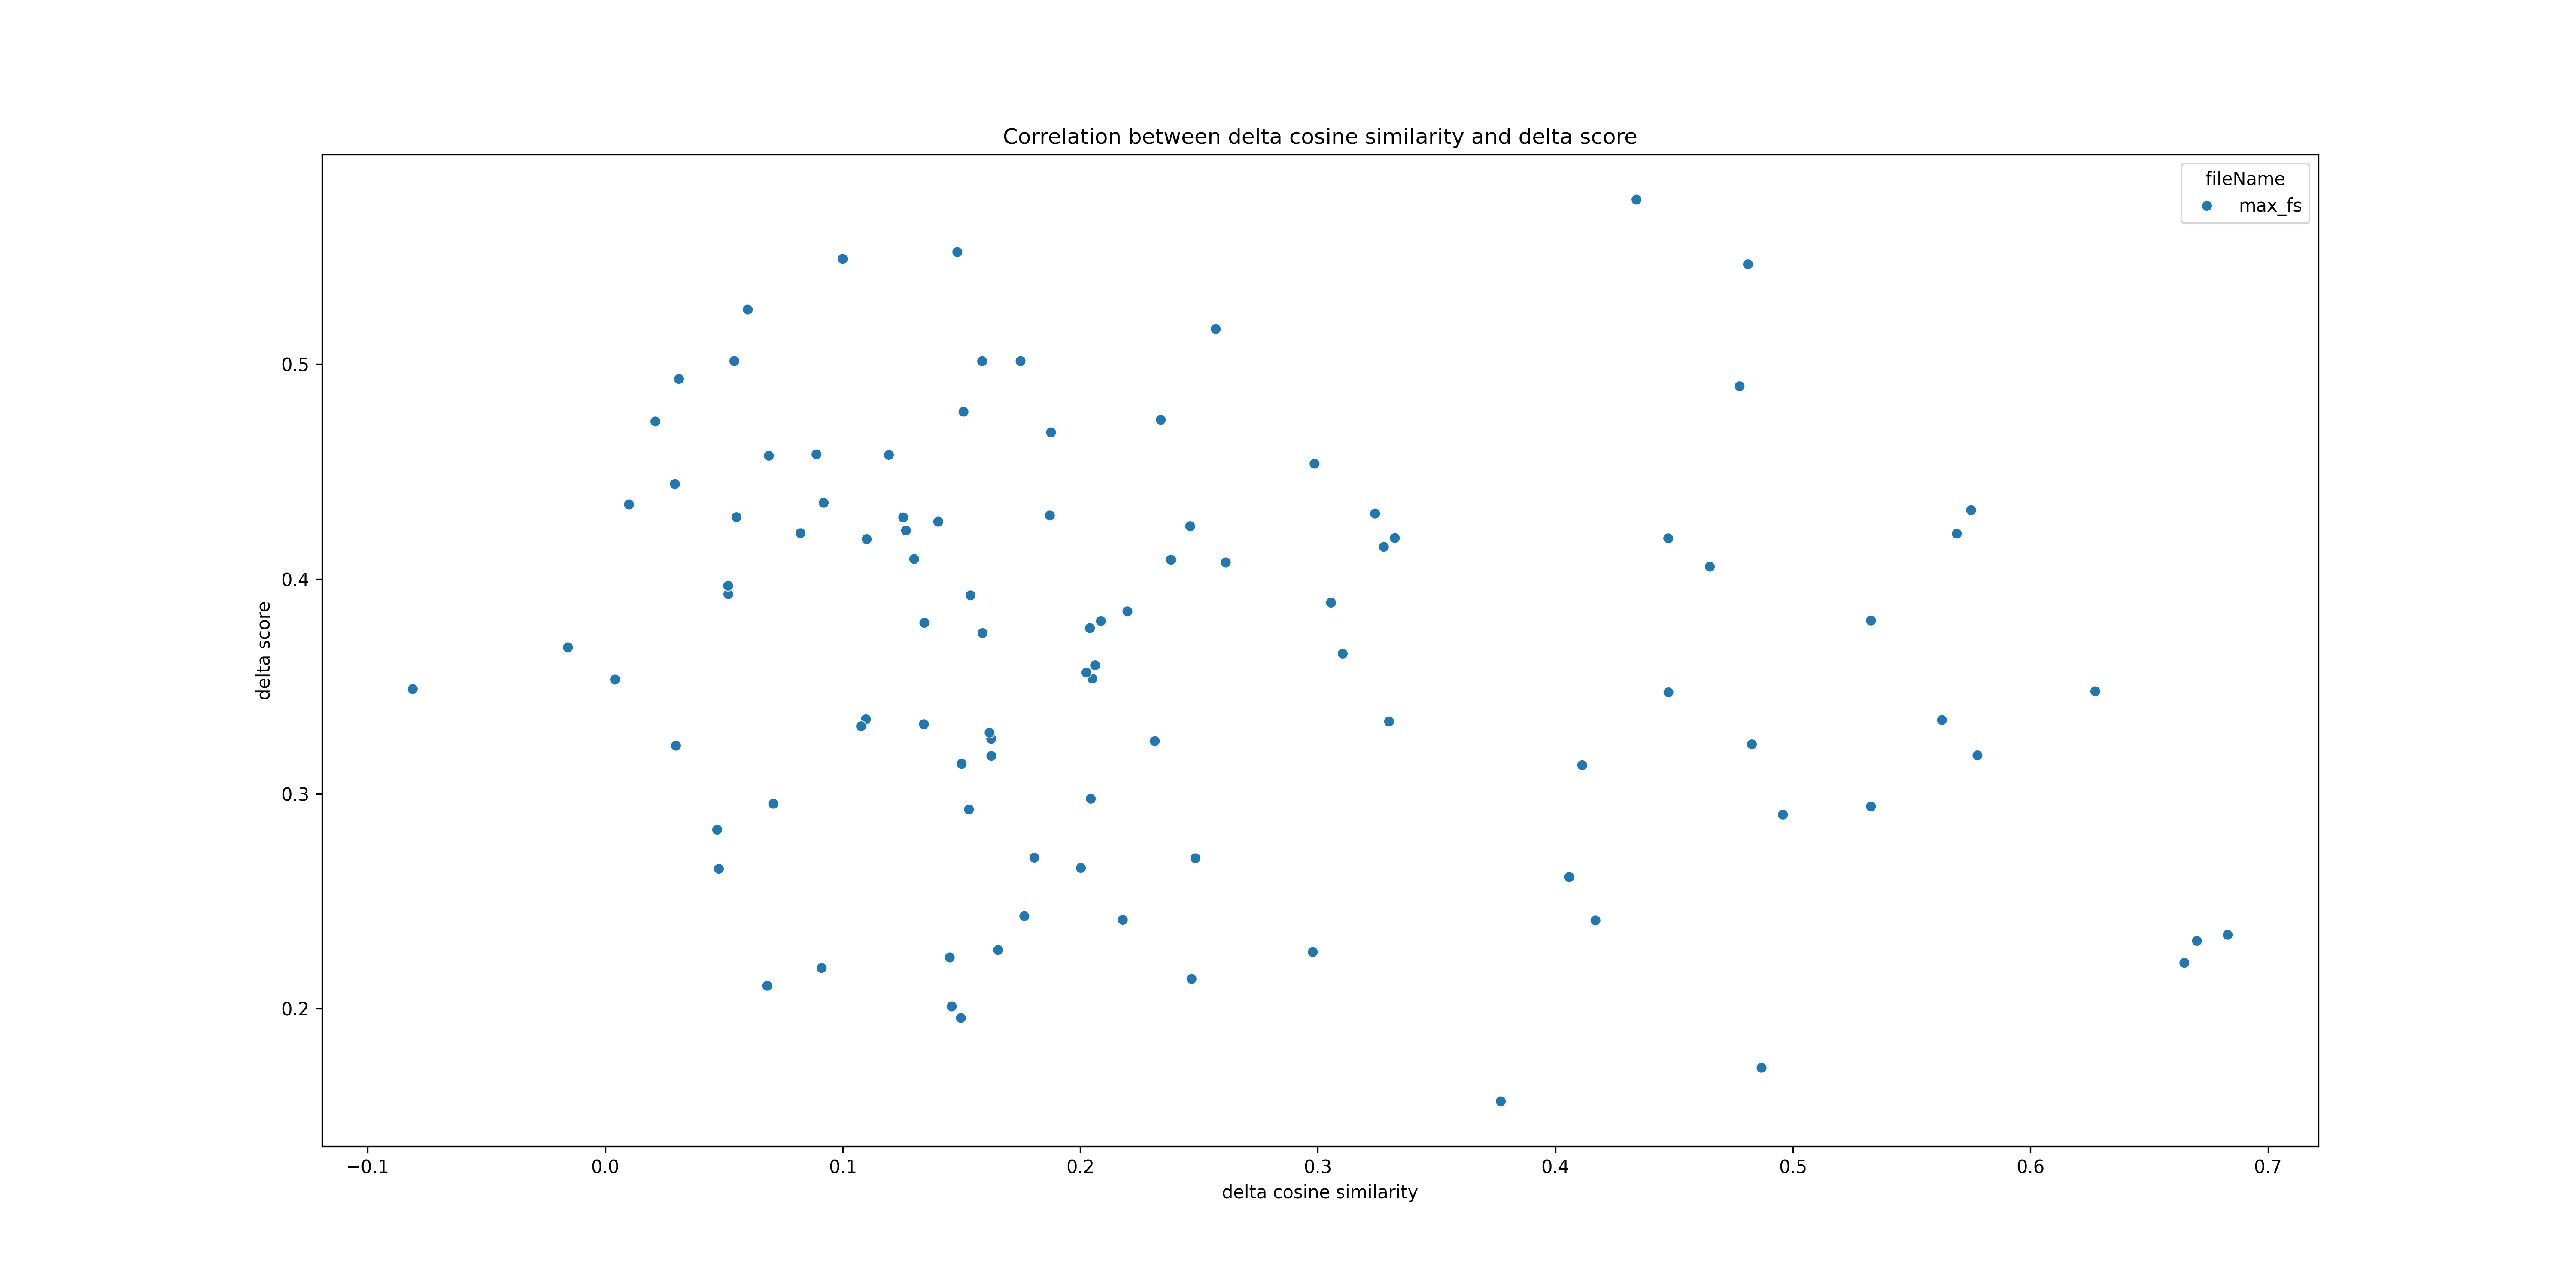 Correlation between delta cosine similarity and delta score
fileName
max_fs
delta score
0.5
0.4
0.3
0.2
−0.1 0.0 0.1 0.2 0.3 0.4 0.5 0.6 0.7
delta cosine similarity